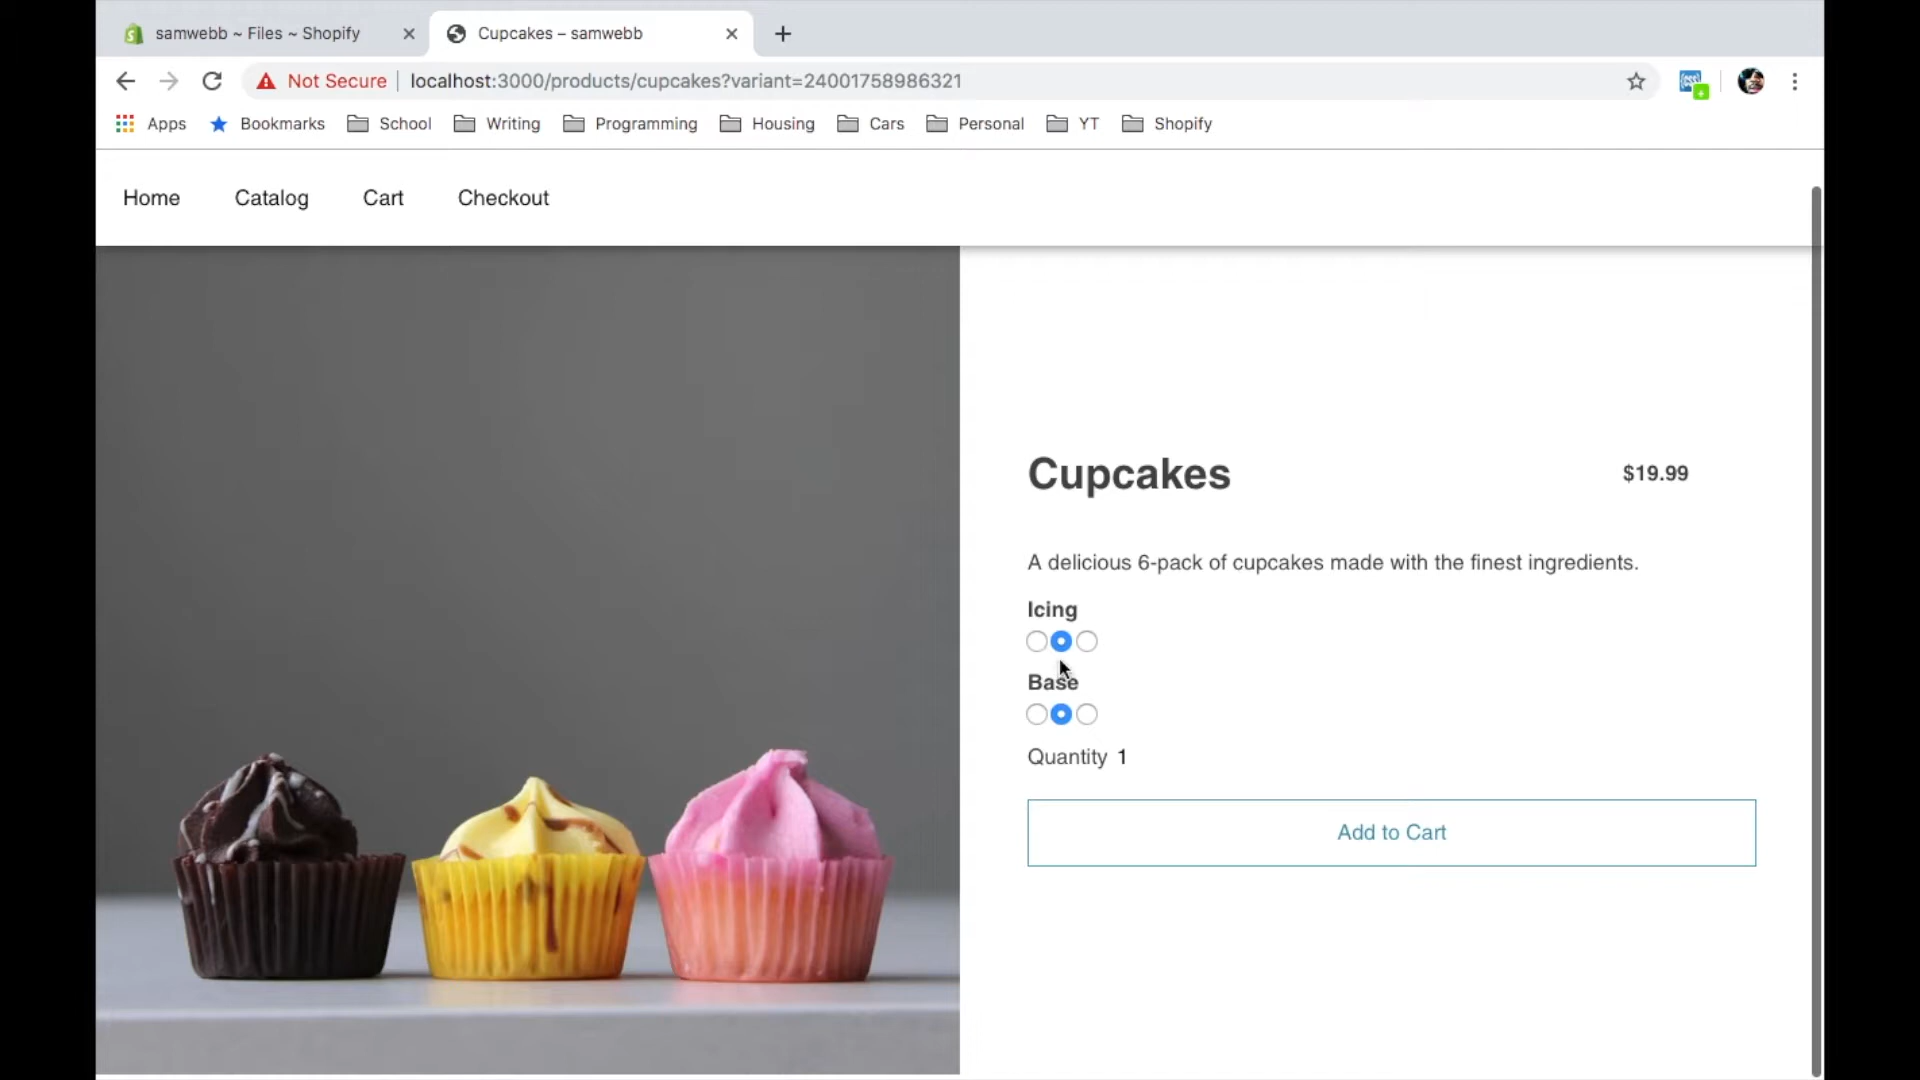 samwebb ~ Files ~ Shopify
Cupcakes – samwebb
Not Secure
localhost:3000/products/cupcakes?variant=24001758986321
Apps Bookmarks School Writing Programming Housing Cars Personal YT Shopify
Home Catalog Cart Checkout
Cupcakes $19.99
A delicious 6-pack of cupcakes made with the finest ingredients.
Icing
Base
Quantity 1
Add to Cart